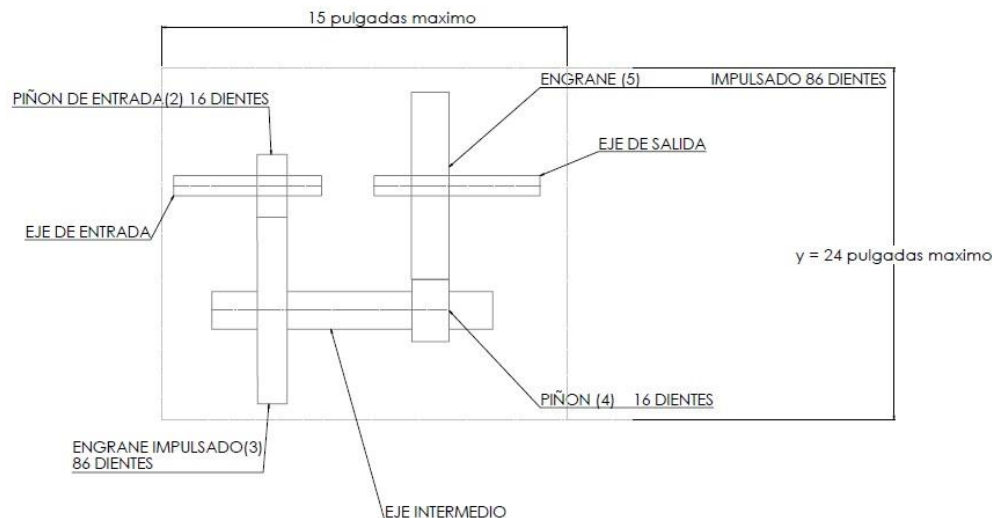 15 pulgadas maximo
ENGRANE (5) IMPULSADO 86 DIENTES
PIÑON DE ENTRADA(2) 16 DIENTES
EJE DE SALIDA
EJE DE ENTRADA
y = 24 pulgadas maximo
PIÑON (4) 16 DIENTES
ENGRANE IMPULSADO(3)
86 DIENTES
EJE INTERMEDIO